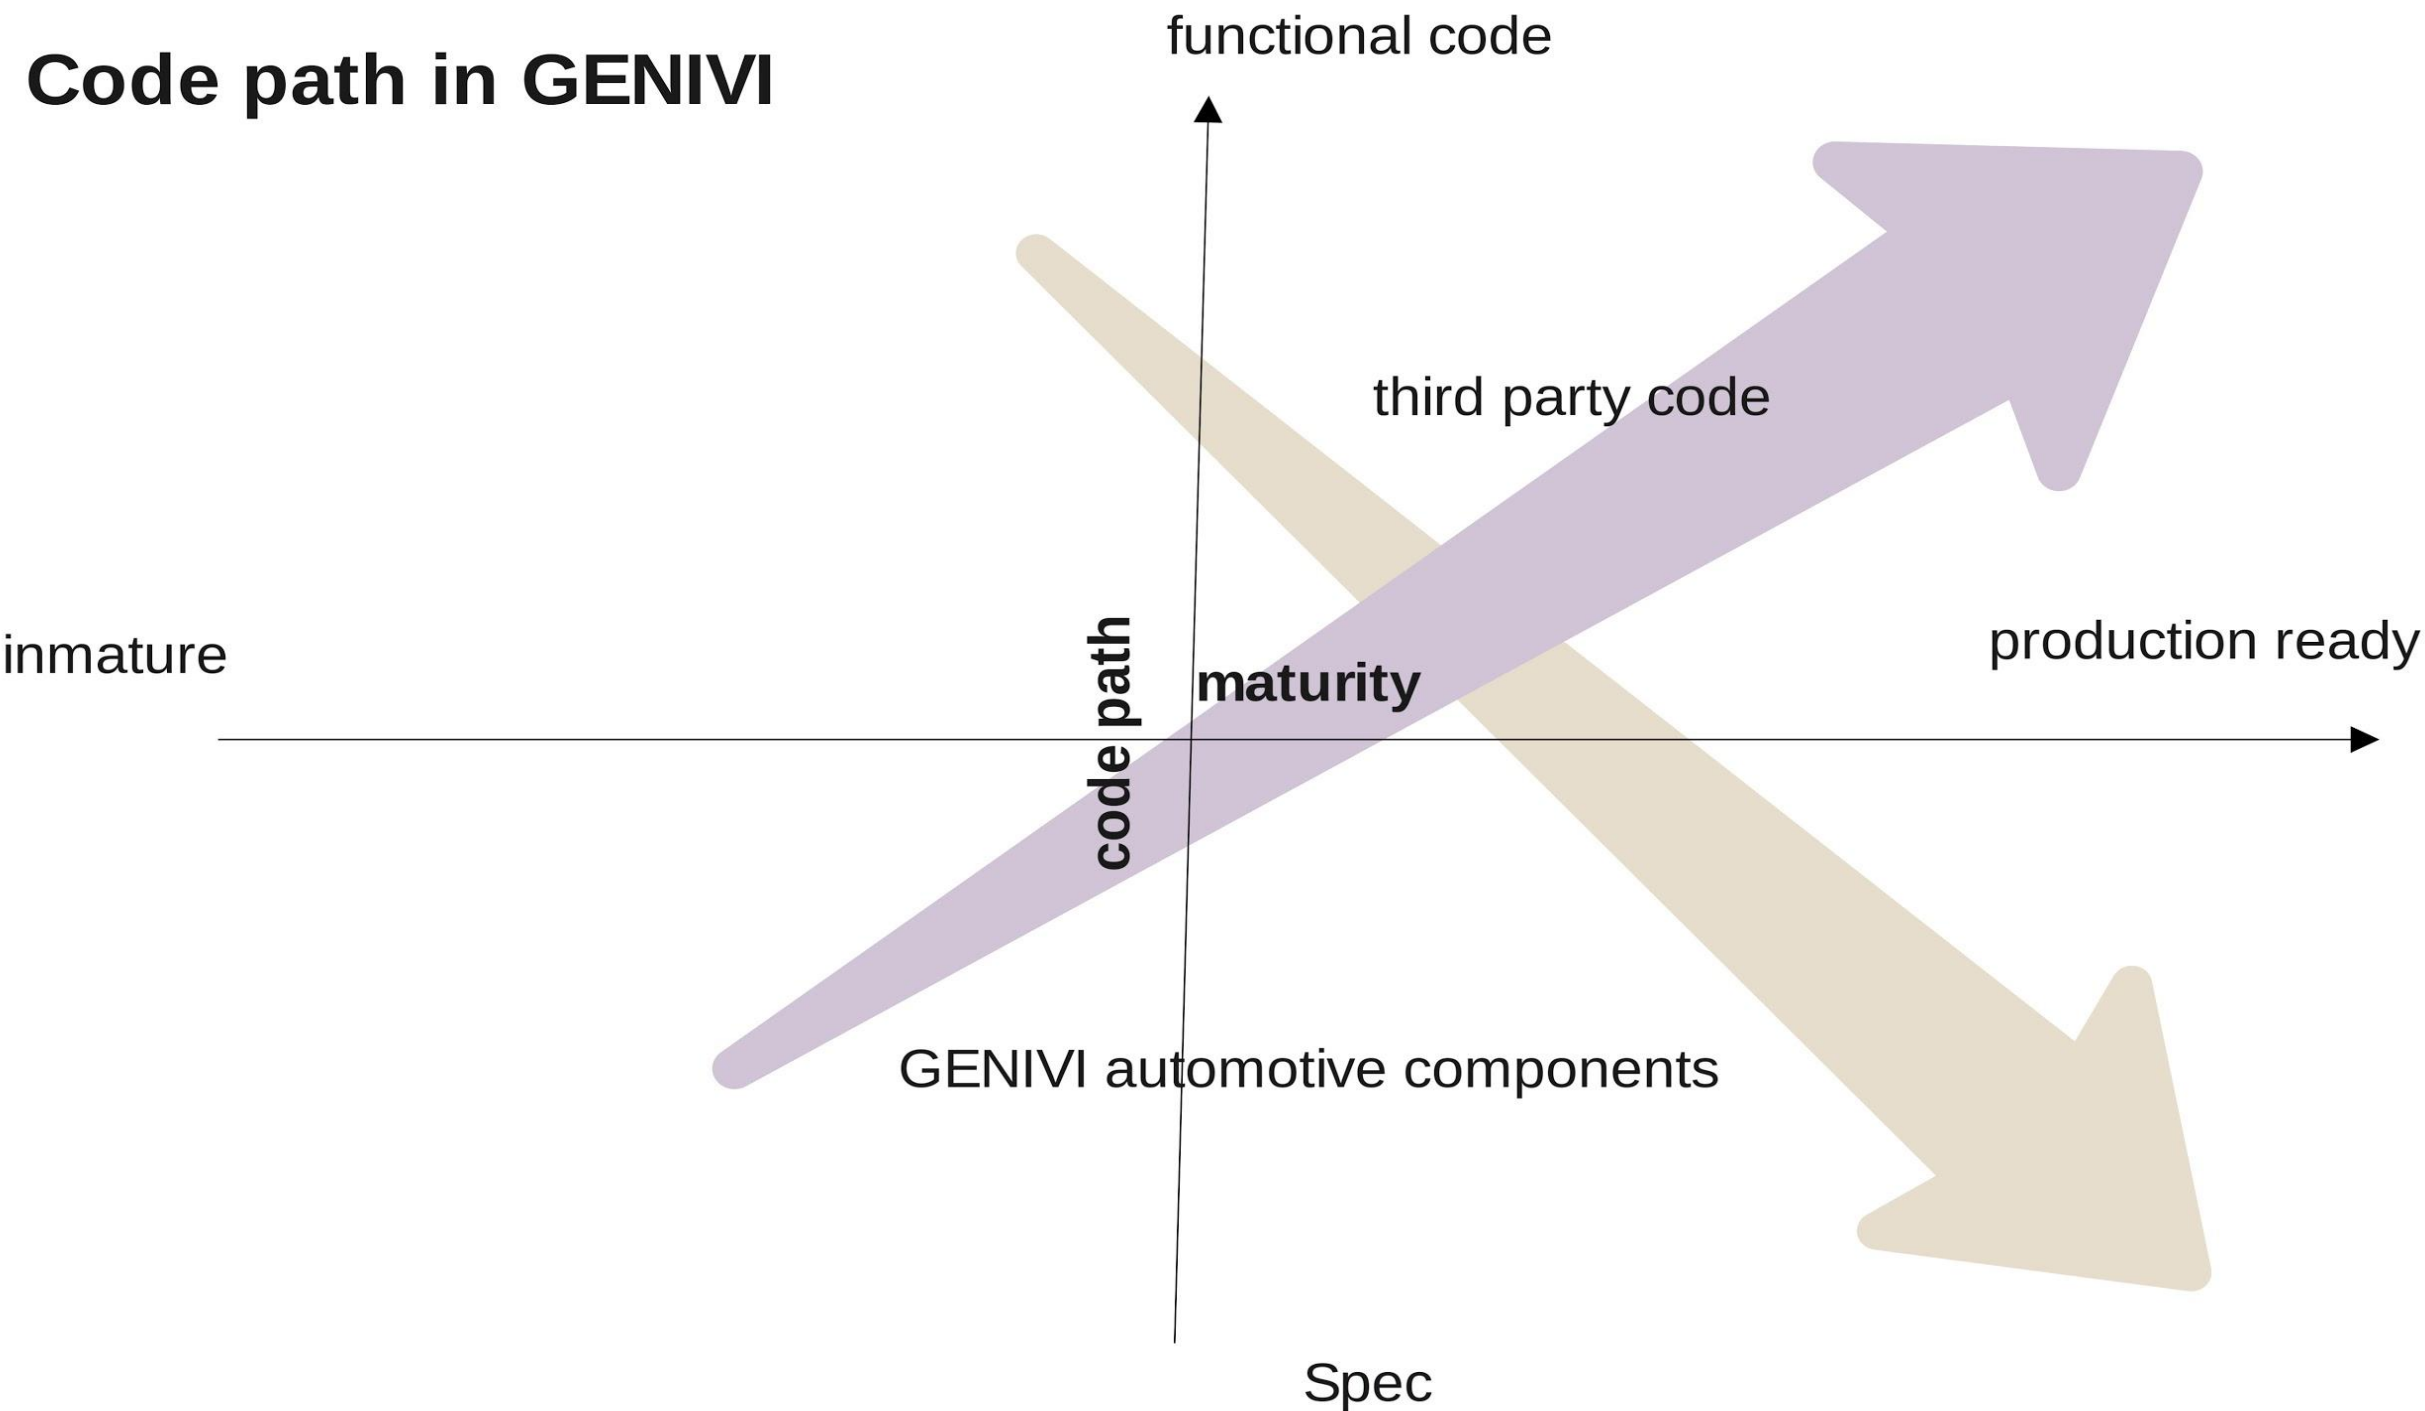 functional code
Code path in GENIVI
third party code
inmature
production ready
maturity
code path
GENIVI automotive components
Spec